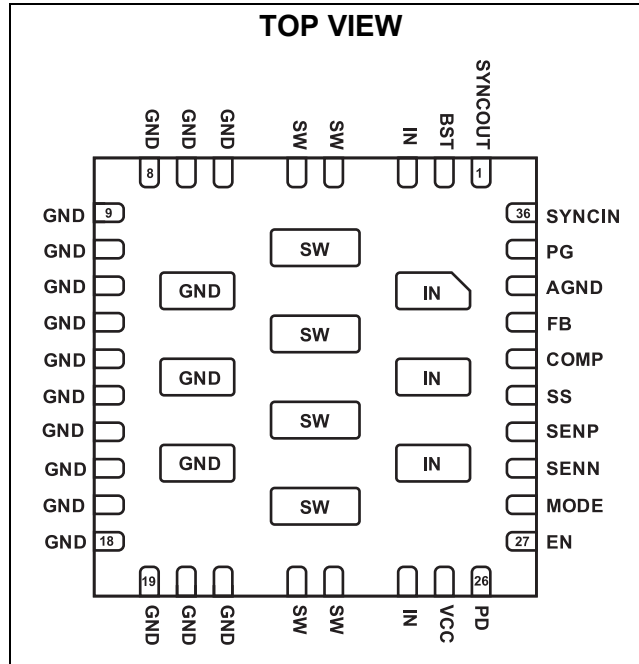 TOP VIEW
GND
GND
GND
SW
SW
IN
BST
SYNCOUT
8
1
GND
9
36
SYNCIN
GND
PG
SW
GND
AGND
GND
IN
GND
FB
SW
GND
COMP
GND
IN
GND
SS
GND
SENP
SW
GND
SENN
GND
IN
GND
MODE
SW
GND
18
27
EN
19
26
GND
GND
GND
SW
SW
IN
VCC
PD